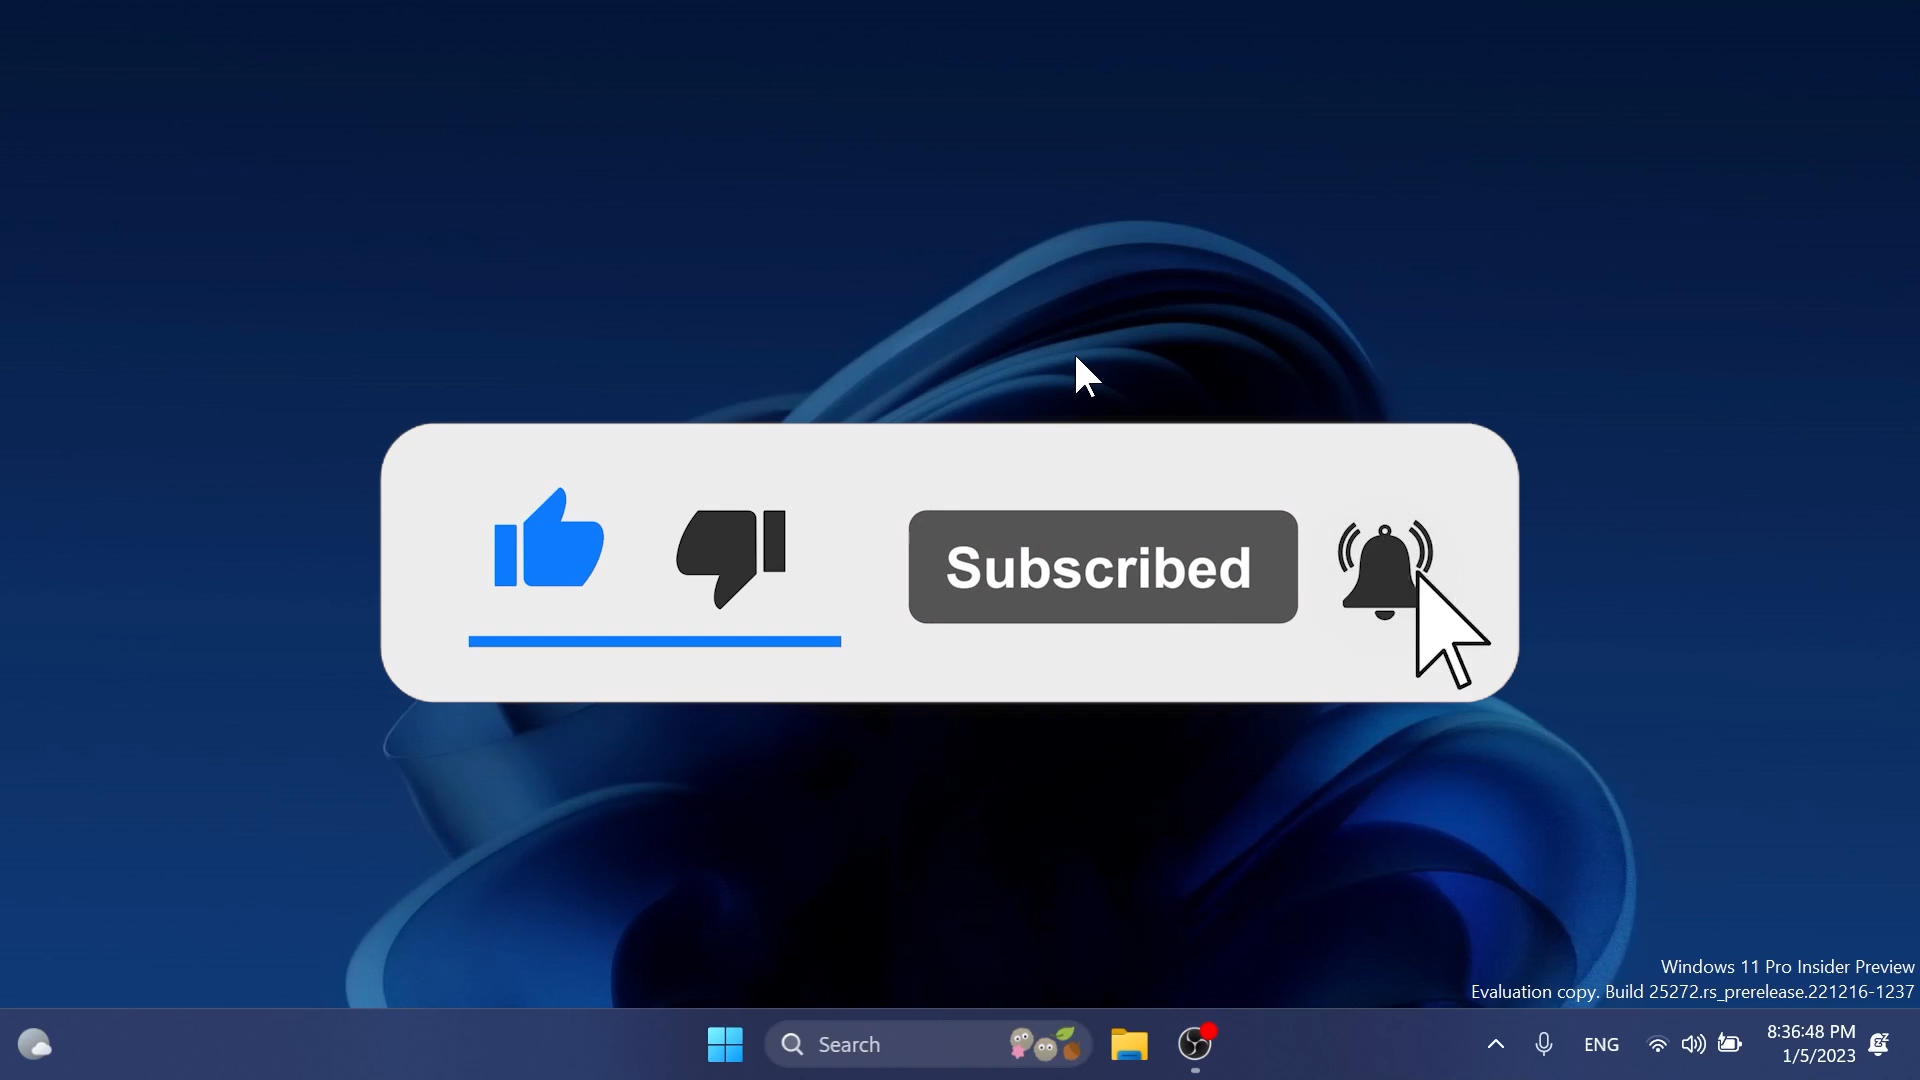 Subscribed
Windows 11 Pro Insider Preview
Evaluation copy. Build 25272.rs_prerelease.221216-1237
Search
ENG
8:36:48 PM
1/5/2023